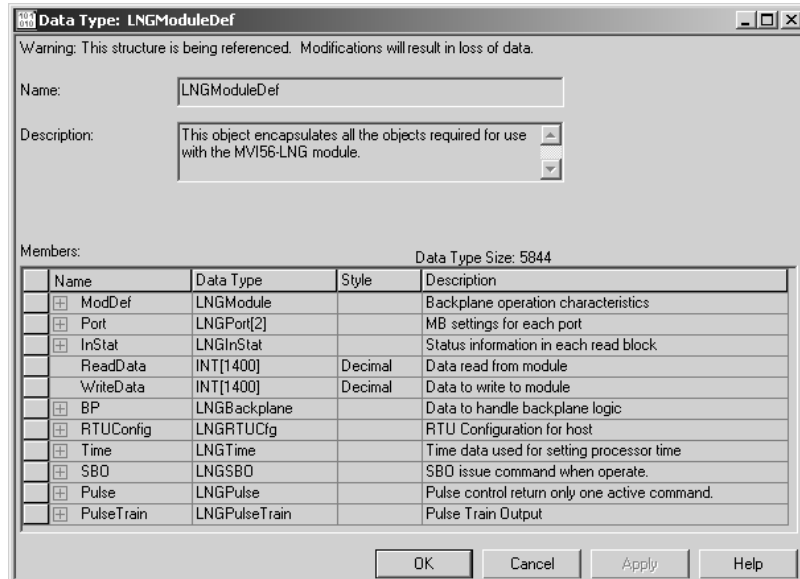 Data Type: LNGModuleDef
Warning: This structure is being referenced. Modifications will result in loss of data.
Name: LNGModuleDef
Description: This object encapsulates all the objects required for use
with the MVI56-LNG module.
Members: Data Type Size: 5844
Name Data Type Style Description
ModDef LNGModule Backplane operation characteristics
Port LNGPort[2] MB settings for each port
InStat LNGInStat Status information in each read block
ReadData INT[1400] Decimal Data read from module
WriteData INT[1400] Decimal Data to write to module
BP LNGBackplane Data to handle backplane logic
RTUConfig LNGRTUCfg RTU Configuration for host
Time LNGTime Time data used for setting processor time
SBO LNGSBO SBO issue command when operate.
Pulse LNGPulse Pulse control return only one active command.
PulseTrain LNGPulseTrain Pulse Train Output
OK Cancel Apply Help